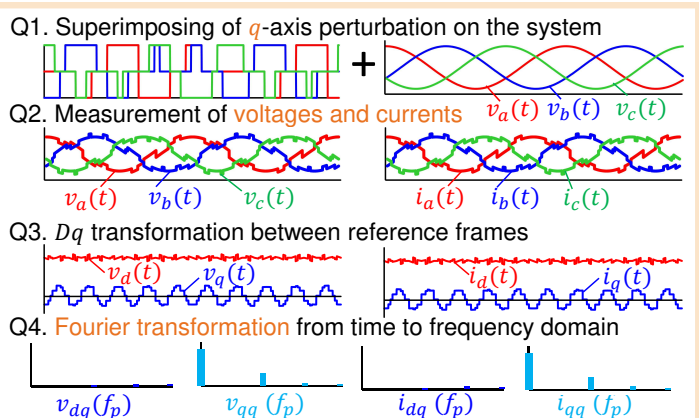 Q1. Superimposing of q-axis perturbation on the system
+
v_a(t) v_b(t) v_c(t)
Q2. Measurement of voltages and currents
v_a(t) v_b(t) v_c(t) i_a(t) i_b(t) i_c(t)
Q3. Dq transformation between reference frames
v_d(t) v_q(t) i_d(t) i_q(t)
Q4. Fourier transformation from time to frequency domain
v_dq(f_p) v_qq(f_p) i_dq(f_p) i_qq(f_p)